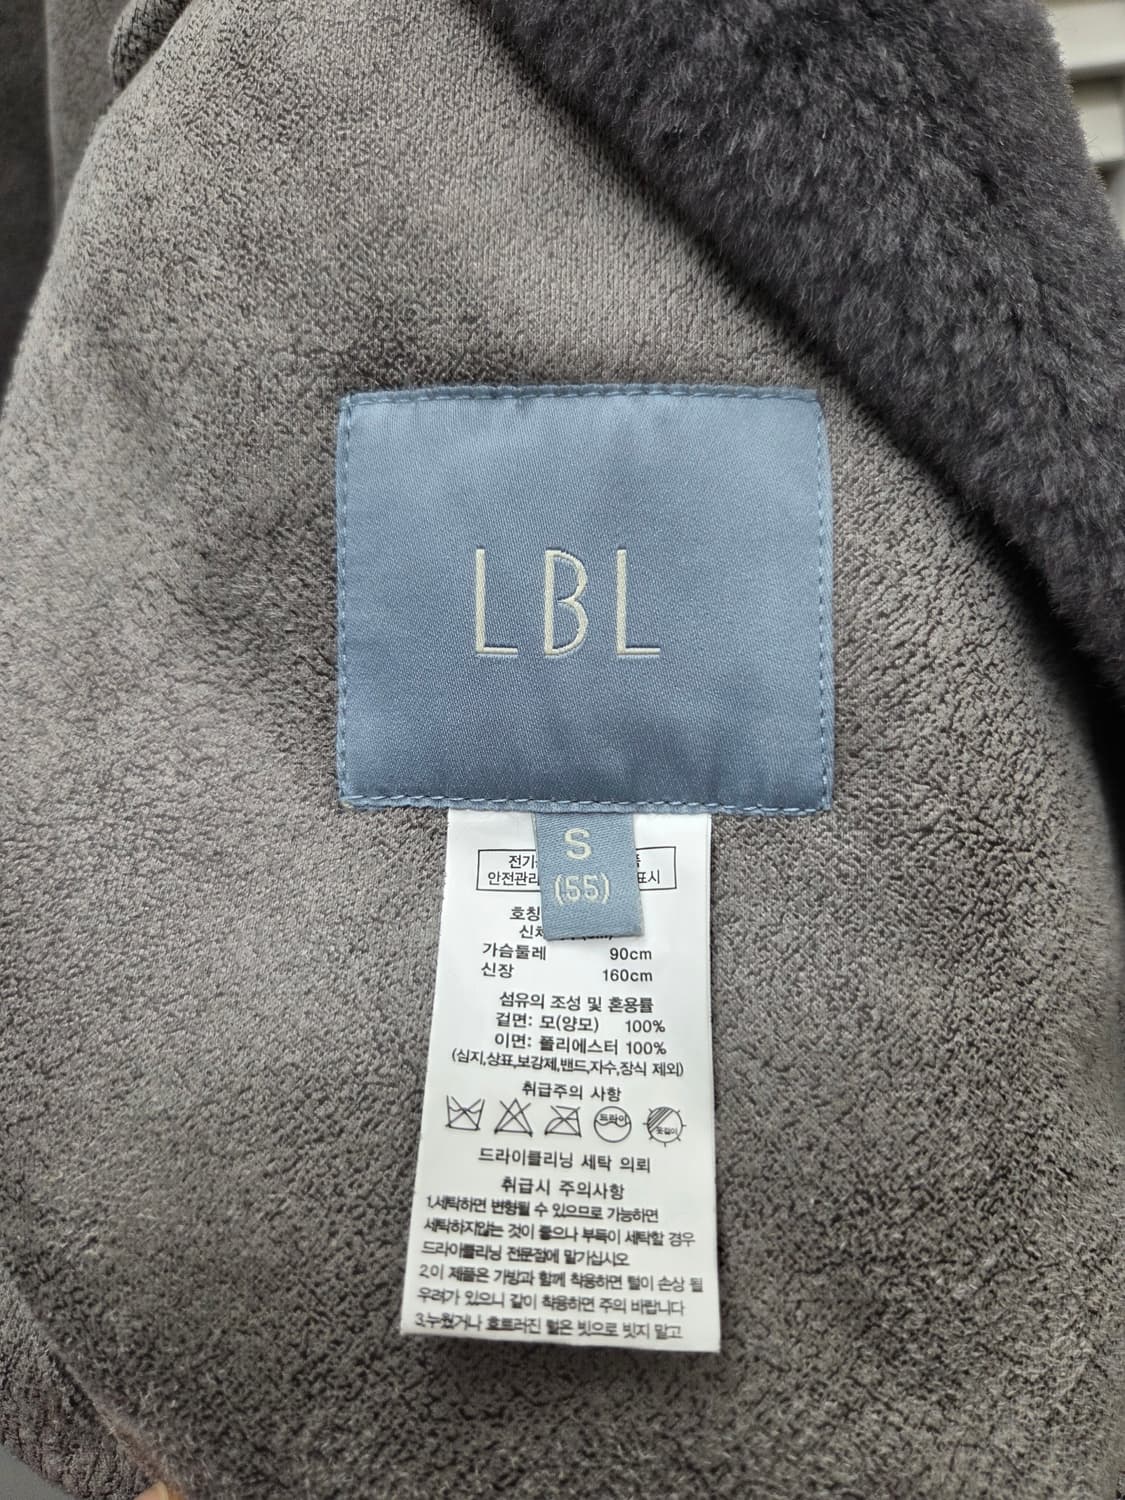 LBL
S
(55)
전기
안전관리 표시
호칭
신체
가슴둘레 90cm
신장 160cm
섬유의 조성 및 혼용률
겉면: 모(양모) 100%
이면: 폴리에스터 100%
(심지,상표,보강제,밴드,자수,장식 제외)
취급주의 사항
드라이 옷걸이
드라이클리닝 세탁 의뢰
취급시 주의사항
1.세탁하면 변형될 수 있으므로 가능하면
세탁하지않는 것이 좋으나 부득이 세탁할 경우
드라이클리닝 전문점에 맡기십시오
2.이 제품은 가방과 함께 착용하면 털이 손상 될
우려가 있으니 같이 착용하면 주의 바랍니다
3.누웠거나 흐트러진 털은 빗으로 빗지 말고